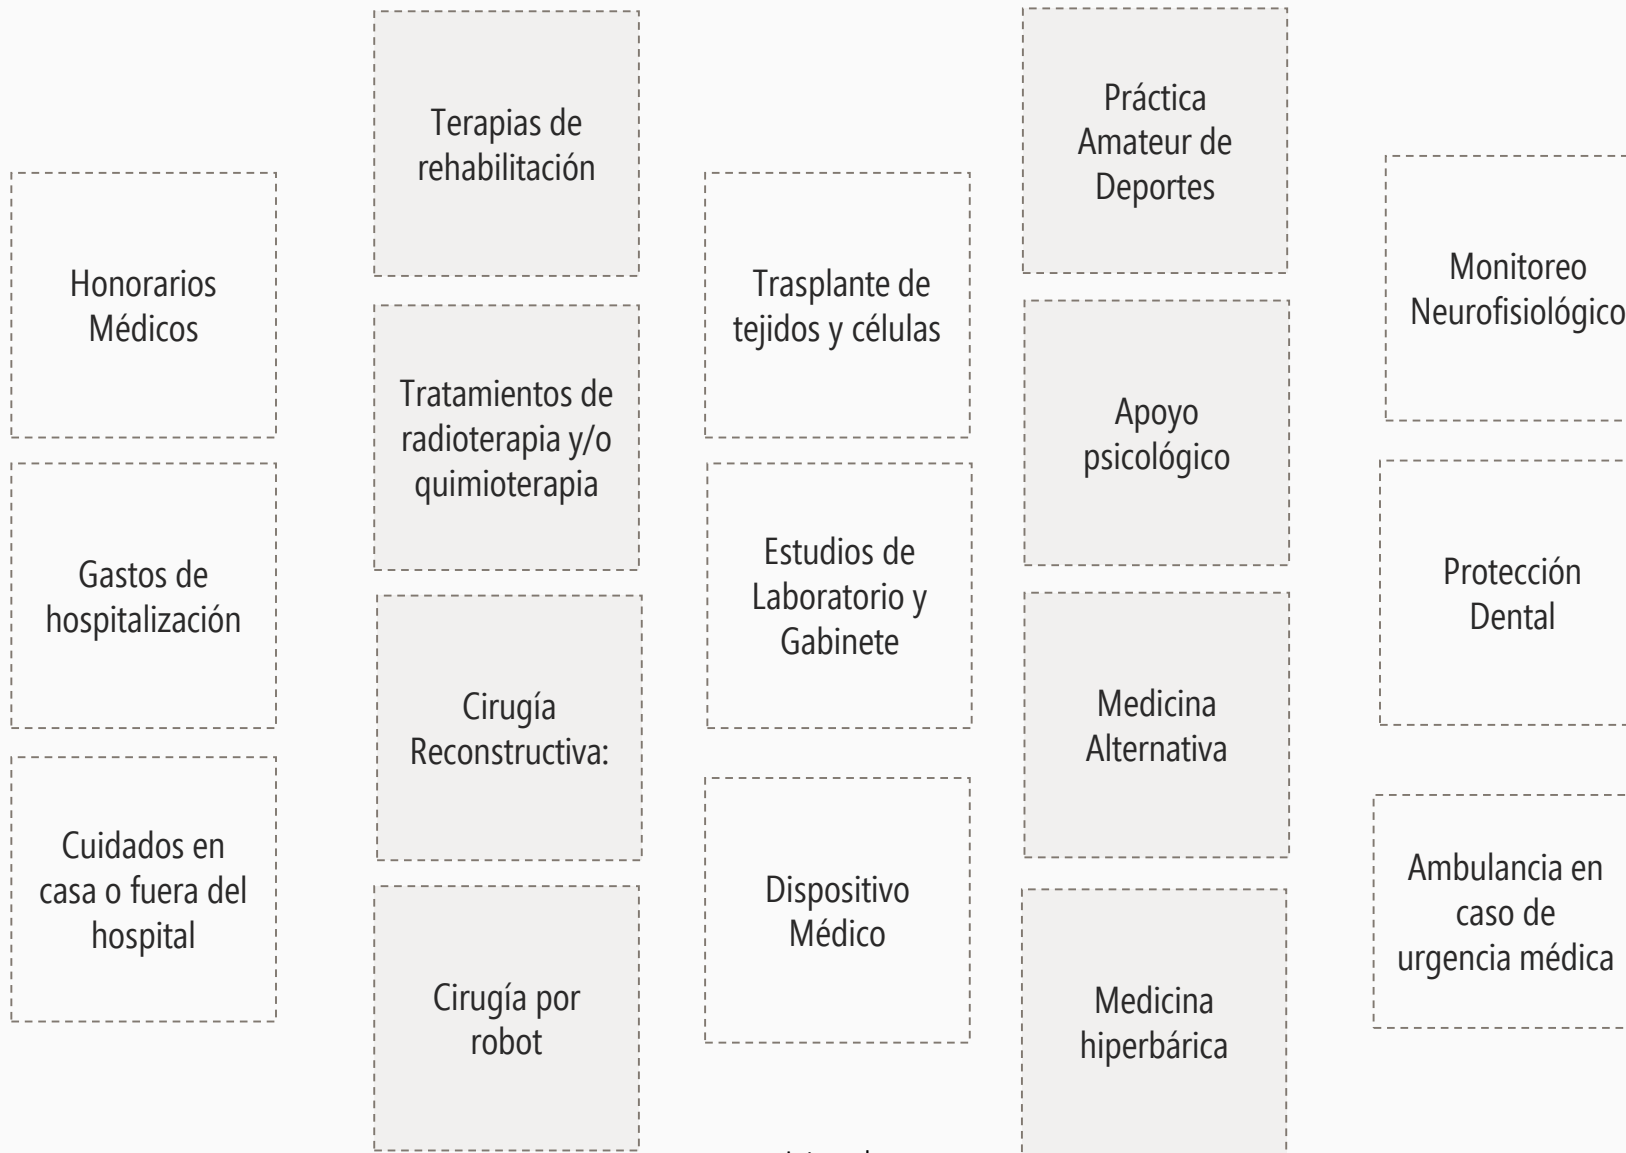 Honorarios
Médicos
Gastos de
hospitalización
Cuidados en
casa o fuera del
hospital
Terapias de
rehabilitación
Tratamientos de
radioterapia y/o
quimioterapia
Cirugía
Reconstructiva:
Cirugía por
robot
Trasplante de
tejidos y células
Estudios de
Laboratorio y
Gabinete
Dispositivo
Médico
Práctica
Amateur de
Deportes
Apoyo
psicológico
Medicina
Alternativa
Medicina
hiperbárica
Monitoreo
Neurofisiológico
Protección
Dental
Ambulancia en
caso de
urgencia médica